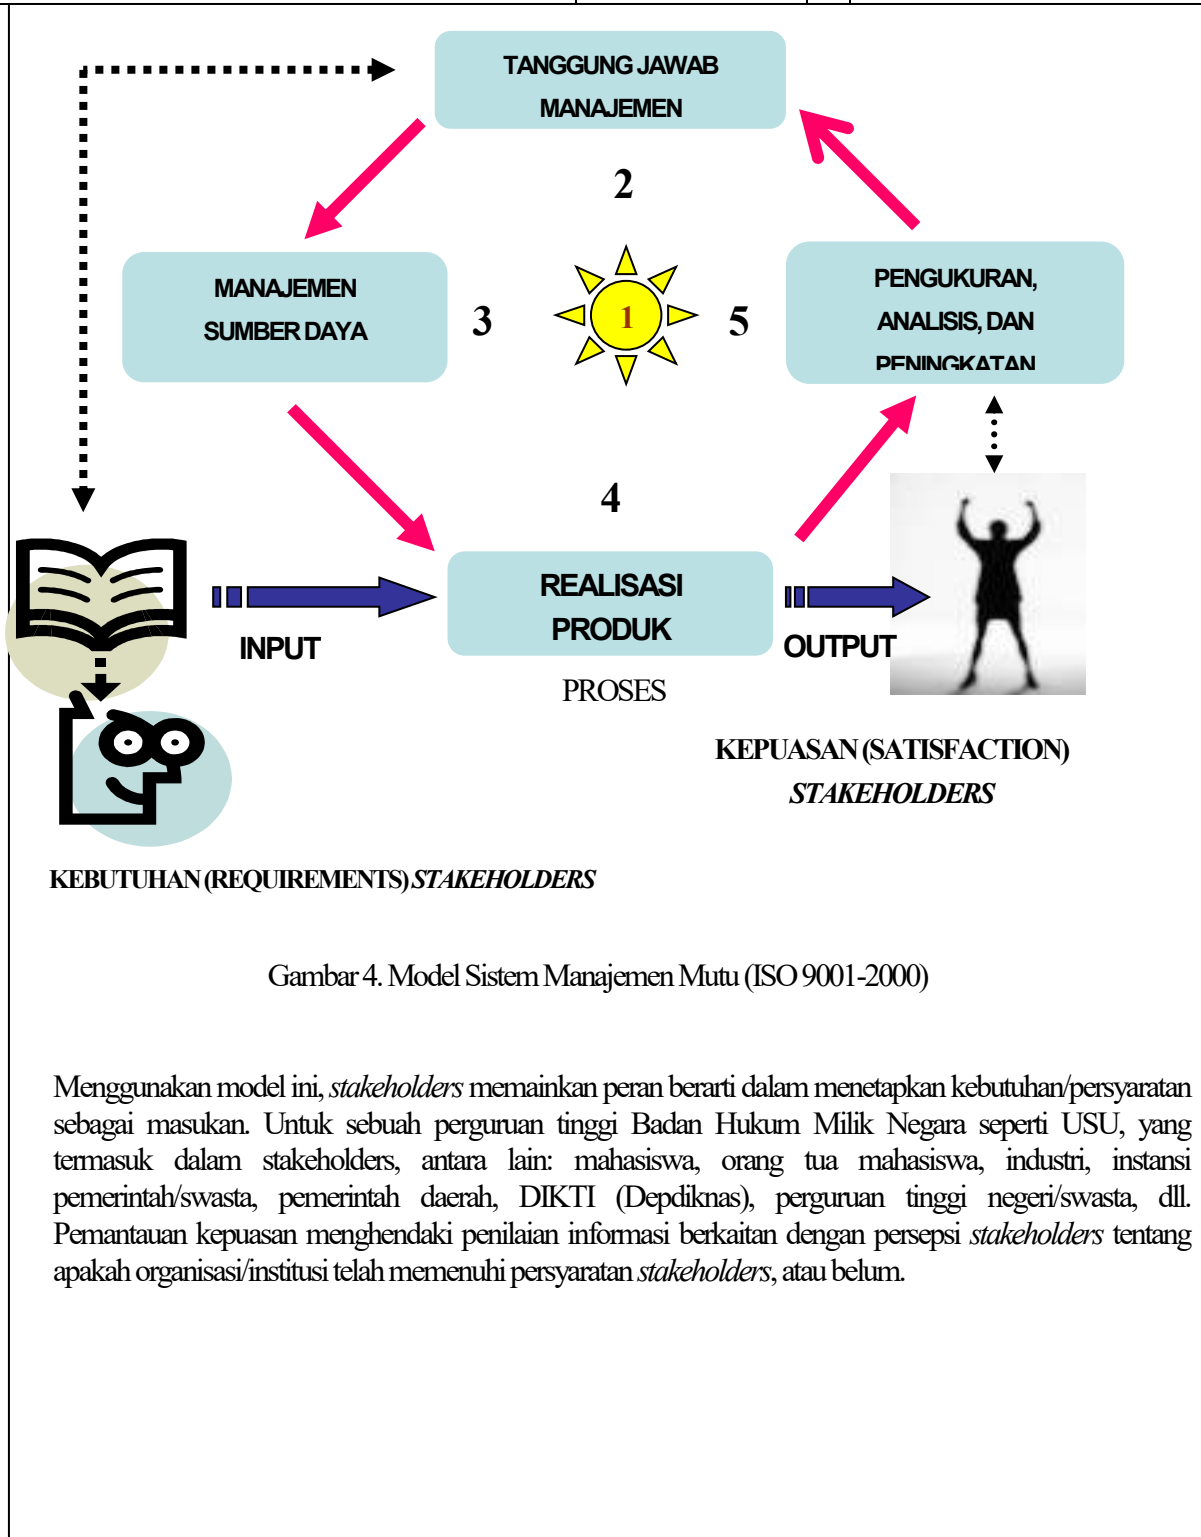 TANGGUNG JAWAB
MANAJEMEN
2
MANAJEMEN
SUMBER DAYA
3
1
5
PENGUKURAN,
ANALISIS, DAN
PENINGKATAN
4
INPUT
REALISASI
PRODUK
OUTPUT
PROSES
KEPUASAN (SATISFACTION)
STAKEHOLDERS
KEBUTUHAN (REQUIREMENTS) STAKEHOLDERS
Gambar 4. Model Sistem Manajemen Mutu (ISO 9001-2000)
Menggunakan model ini, stakeholders memainkan peran berarti dalam menetapkan kebutuhan/persyaratan
sebagai masukan. Untuk sebuah perguruan tinggi Badan Hukum Milik Negara seperti USU, yang
termasuk dalam stakeholders, antara lain: mahasiswa, orang tua mahasiswa, industri, instansi
pemerintah/swasta, pemerintah daerah, DIKTI (Depdiknas), perguruan tinggi negeri/swasta, dll.
Pemantauan kepuasan menghendaki penilaian informasi berkaitan dengan persepsi stakeholders tentang
apakah organisasi/institusi telah memenuhi persyaratan stakeholders, atau belum.